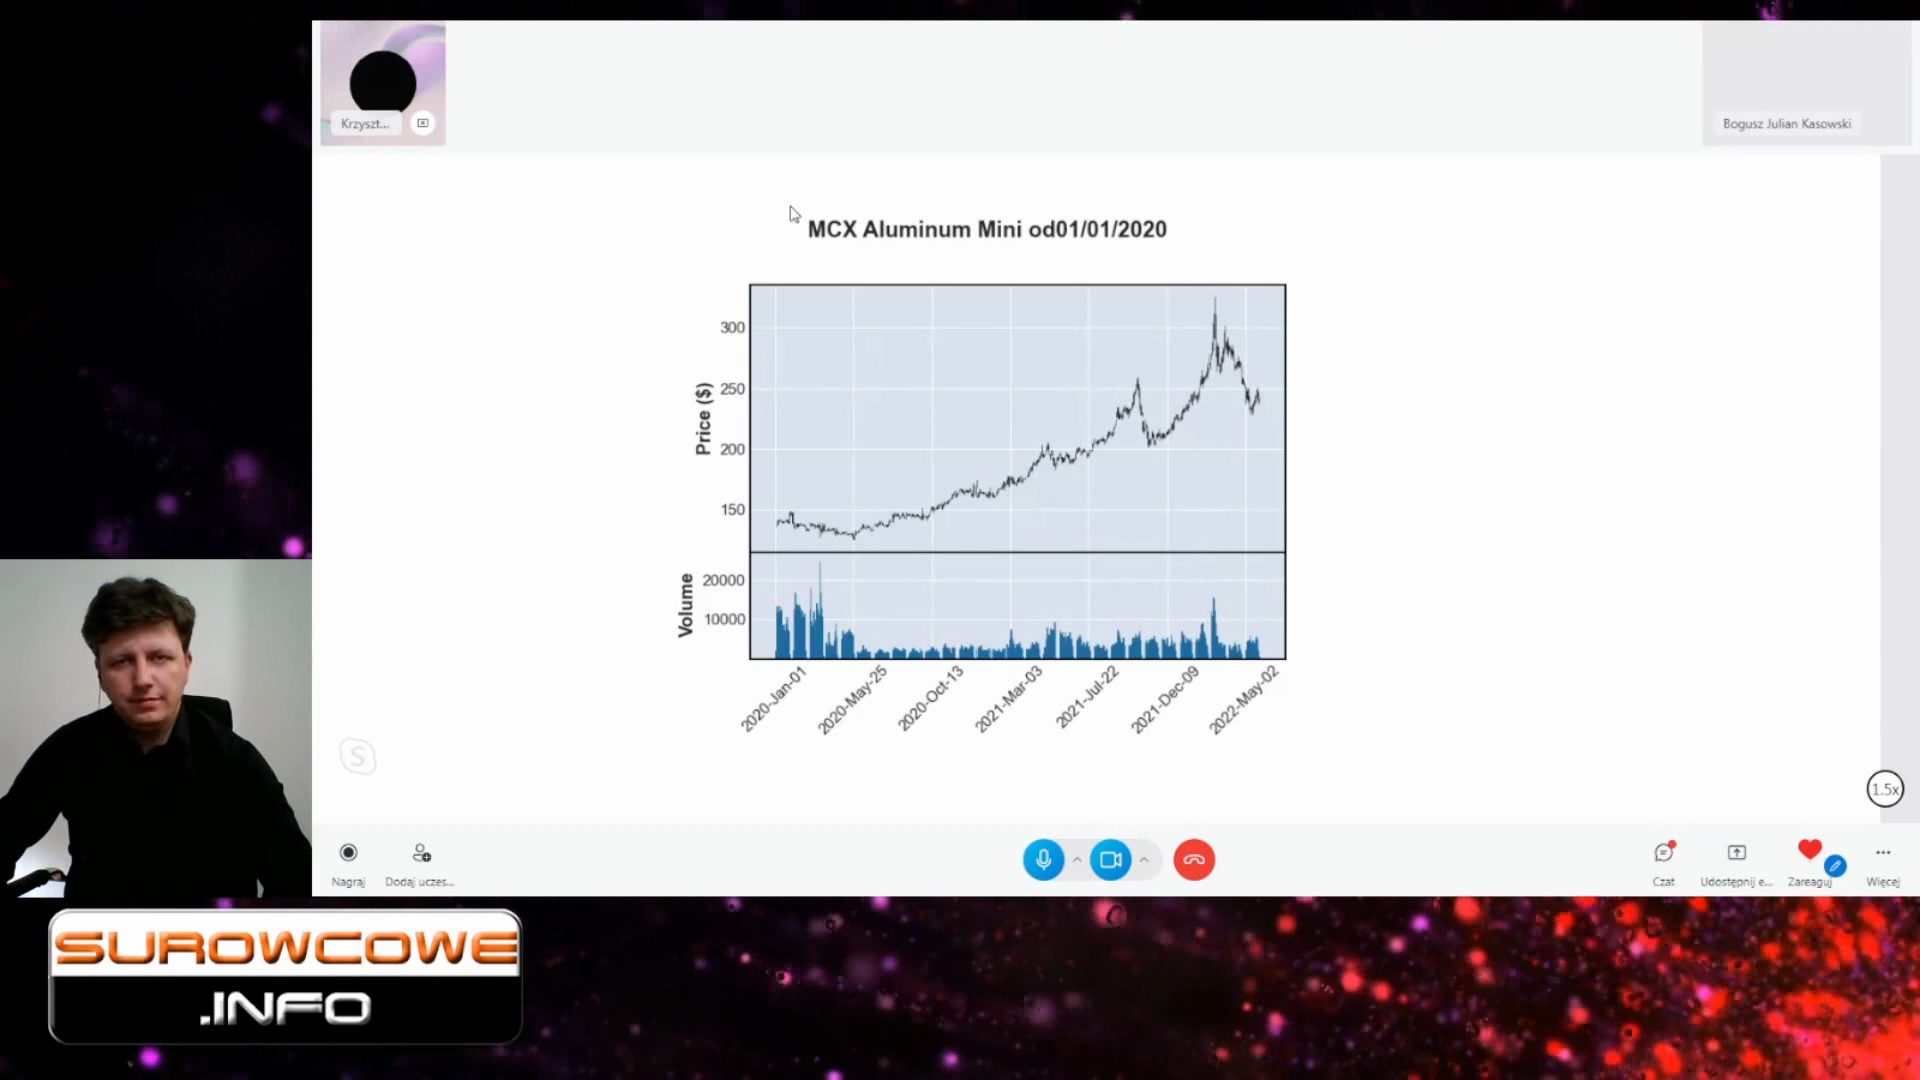 Krzyszt...
Bogusz Julian Kasowski
MCX Aluminum Mini od01/01/2020
Price ($)
300
250
200
150
Volume
20000
10000
2020-Jan-01
2020-May-25
2020-Oct-13
2021-Mar-03
2021-Jul-22
2021-Dec-09
2022-May-02
S
1.5x
Nagraj
Dodaj uczes...
Czat
Udostępnij e...
Zareaguj
Więcej
SUROWCOWE
.INFO